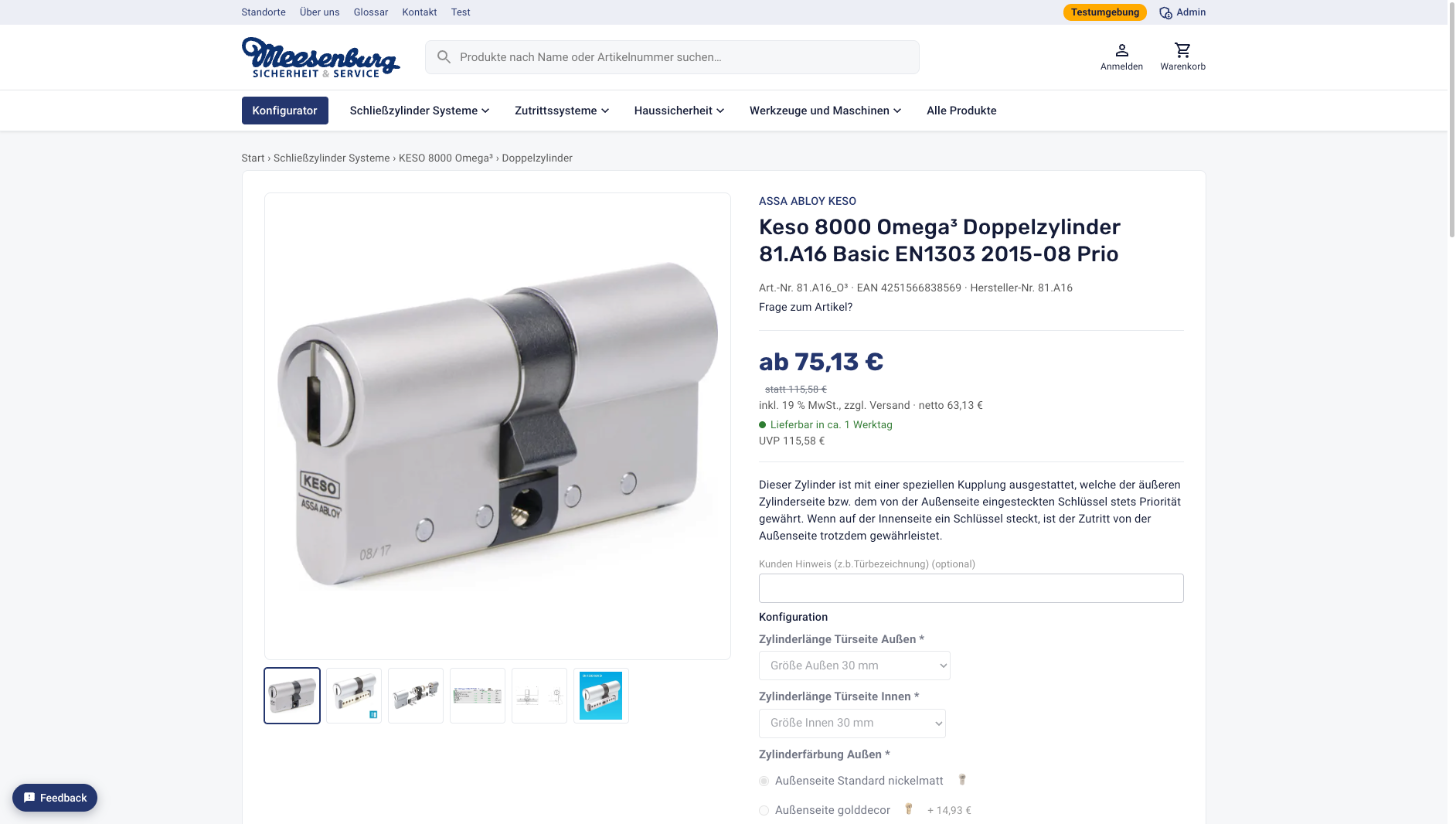 Standorte Über uns Glossar Kontakt Test
Testumgebung Admin
Meesenburg
SICHERHEIT & SERVICE
Produkte nach Name oder Artikelnummer suchen...
Anmelden Warenkorb
Konfigurator Schließzylinder Systeme Zutrittssysteme Haussicherheit Werkzeuge und Maschinen Alle Produkte
Start › Schließzylinder Systeme › KESO 8000 Omega³ › Doppelzylinder
KESO
ASSA ABLOY
08/17
ASSA ABLOY KESO
Keso 8000 Omega³ Doppelzylinder
81.A16 Basic EN1303 2015-08 Prio
Art.-Nr. 81.A16_O³ · EAN 4251566838569 · Hersteller-Nr. 81.A16
Frage zum Artikel?
ab 75,13 €
statt 115,58 €
inkl. 19 % MwSt., zzgl. Versand · netto 63,13 €
Lieferbar in ca. 1 Werktag
UVP 115,58 €
Dieser Zylinder ist mit einer speziellen Kupplung ausgestattet, welche der äußeren
Zylinderseite bzw. dem von der Außenseite eingesteckten Schlüssel stets Priorität
gewährt. Wenn auf der Innenseite ein Schlüssel steckt, ist der Zutritt von der
Außenseite trotzdem gewährleistet.
Kunden Hinweis (z.b.Türbezeichnung) (optional)
Konfiguration
Zylinderlänge Türseite Außen *
Größe Außen 30 mm
Zylinderlänge Türseite Innen *
Größe Innen 30 mm
Zylinderfärbung Außen *
Außenseite Standard nickelmatt
Außenseite golddecor + 14,93 €
Feedback